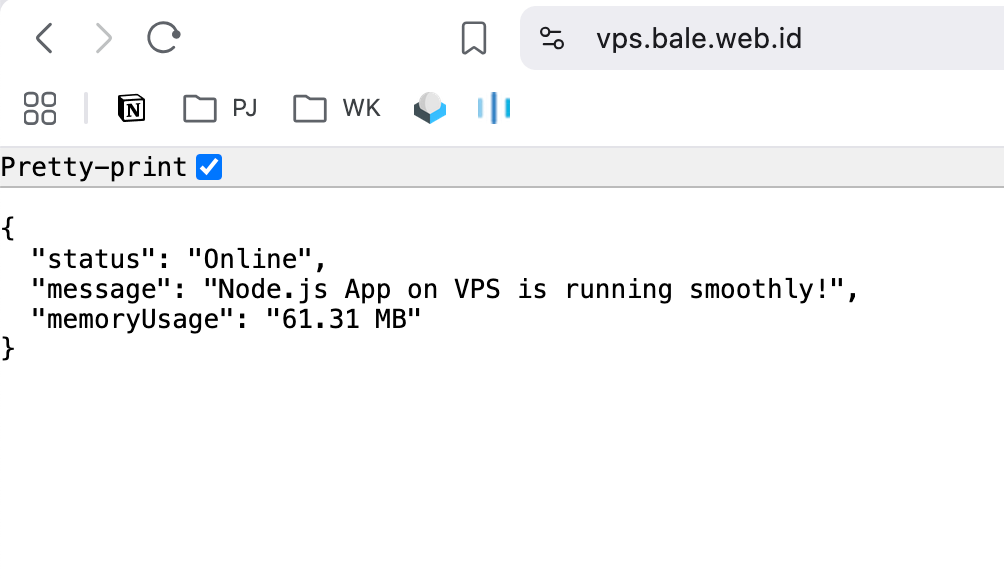 vps.bale.web.id
N PJ WK
Pretty-print
{
  "status": "Online",
  "message": "Node.js App on VPS is running smoothly!",
  "memoryUsage": "61.31 MB"
}